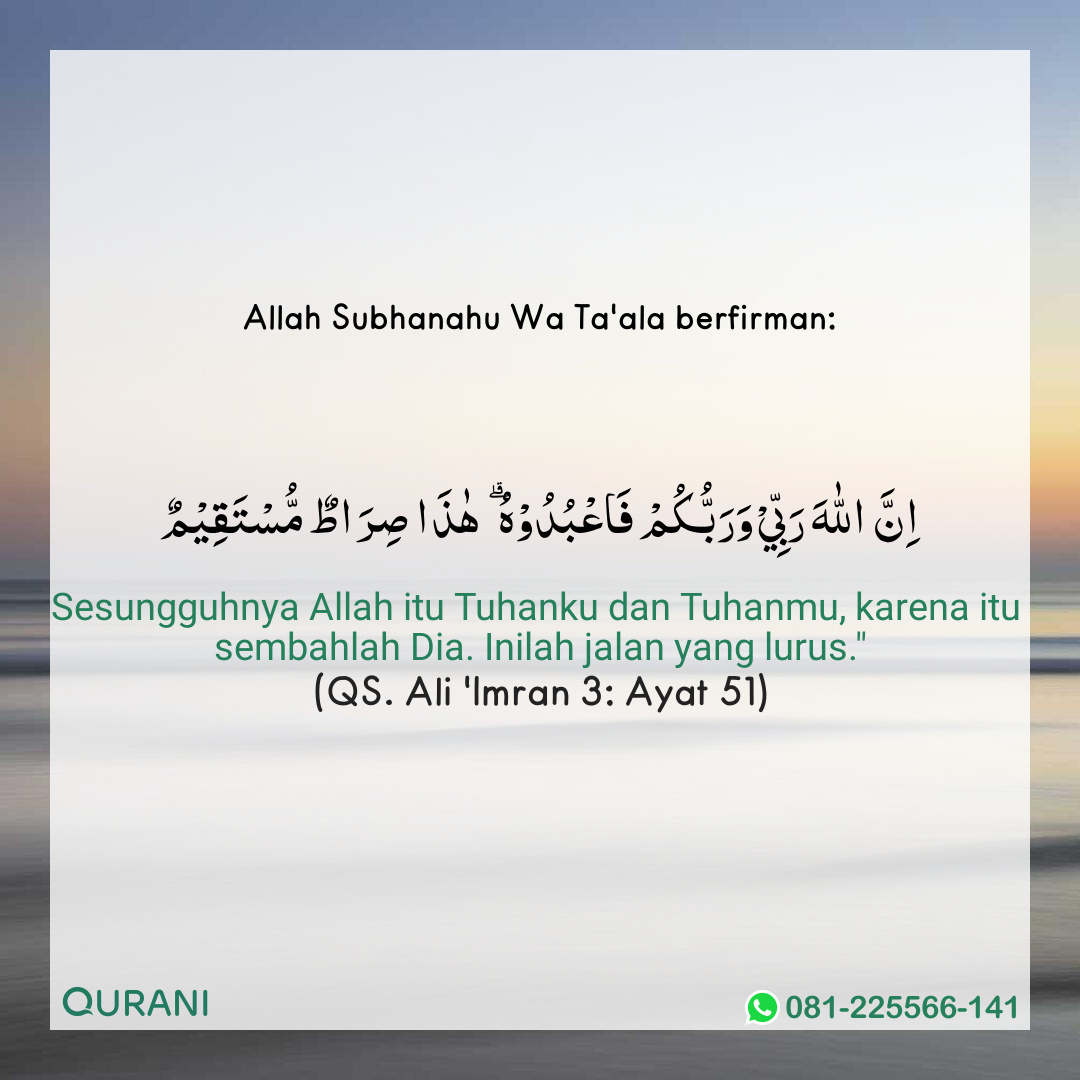 Allah Subhanahu Wa Ta'ala berfirman:
اِنَّ اللّٰهَ رَبِّيْ وَرَبُّكُمْ فَاعْبُدُوْهُ ۗ هٰذَا صِرَاطٌ مُّسْتَقِيْمٌ
Sesungguhnya Allah itu Tuhanku dan Tuhanmu, karena itu
sembahlah Dia. Inilah jalan yang lurus."
(QS. Ali 'Imran 3: Ayat 51)
QURANI
081-225566-141